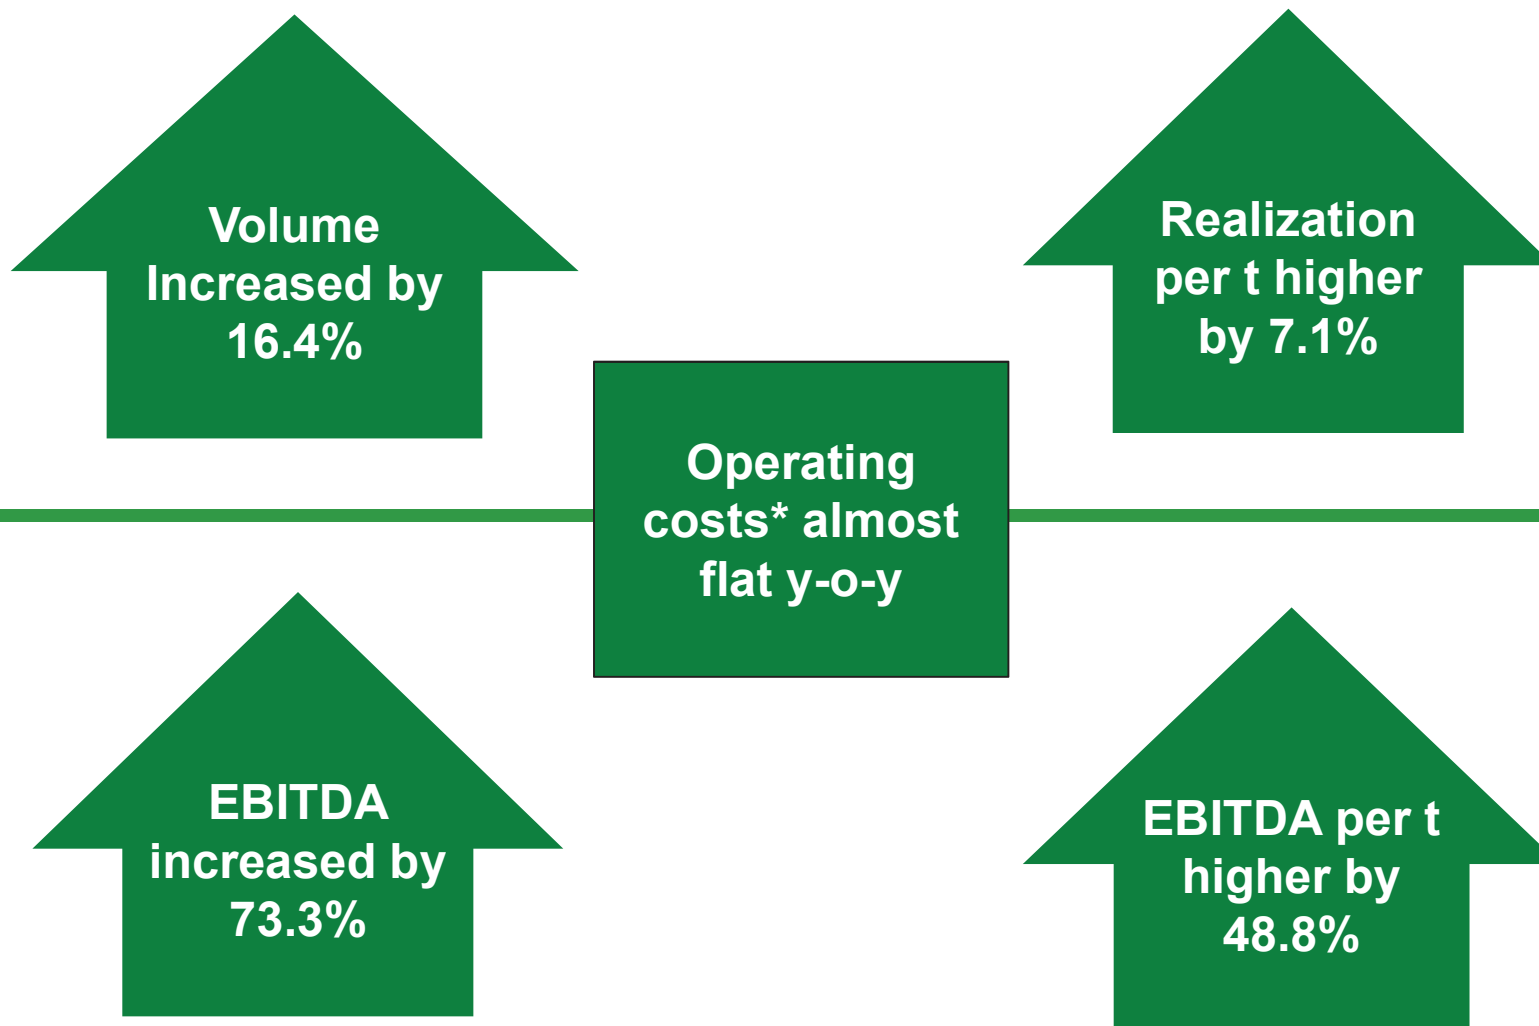 Volume
Increased by
16.4%
Realization
per t higher
by 7.1%
Operating
costs* almost
flat y-o-y
EBITDA
increased by
73.3%
EBITDA per t
higher by
48.8%